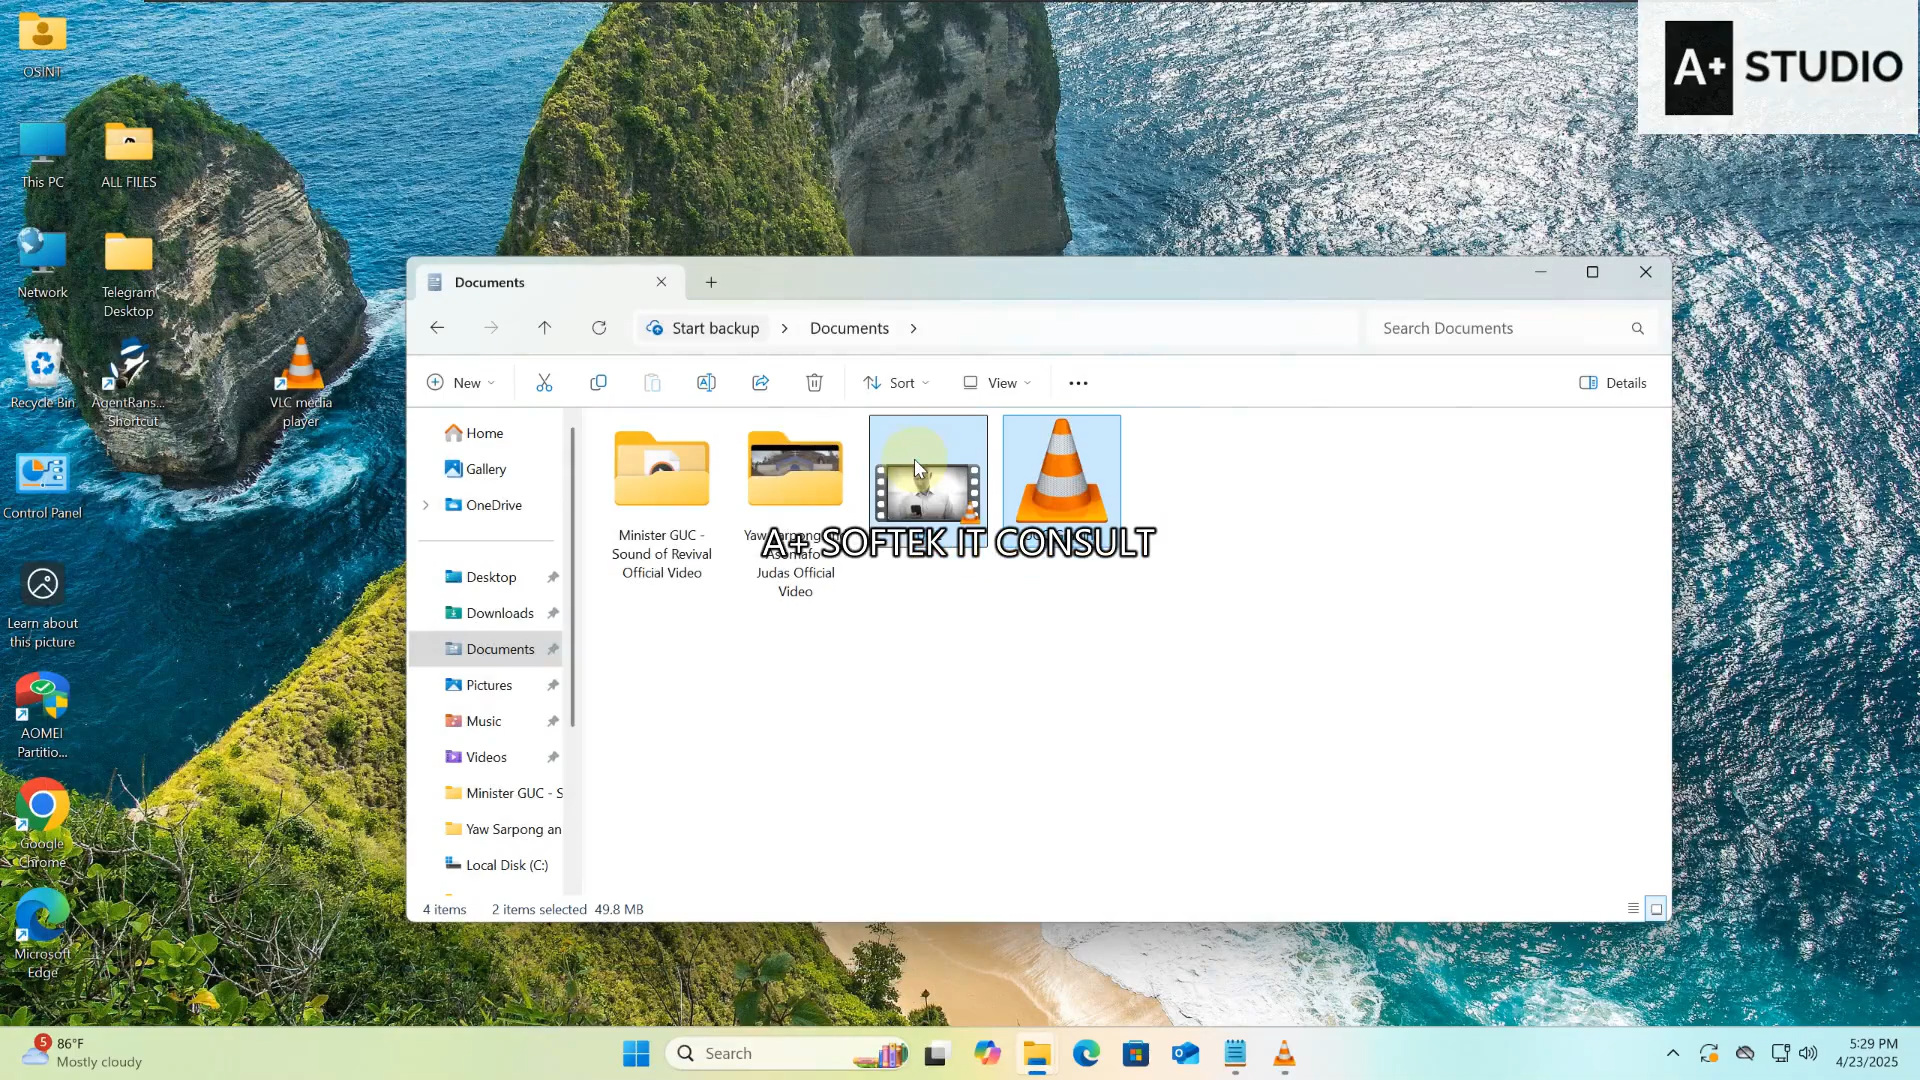 OSINT
A+ STUDIO
This PC
ALL FILES
Network
Telegram
Desktop
Recycle Bin
AgentRans...
- Shortcut
VLC media
player
Control Panel
Learn about
this picture
AOMEI
Partitio...
Google
Chrome
Microsoft
Edge
Documents
Start backup
Documents
Search Documents
New
Sort
View
Details
Home
Gallery
OneDrive
Desktop
Downloads
Documents
Pictures
Music
Videos
Minister GUC - S
Yaw Sarpong an
Local Disk (C:)
Minister GUC -
Sound of Revival
Official Video
Yaw Sarpong
Asomafo
Judas Official
Video
A+ SOFTEK IT CONSULT
4 items
2 items selected 49.8 MB
5
86°F
Mostly cloudy
Search
5:29 PM
4/23/2025